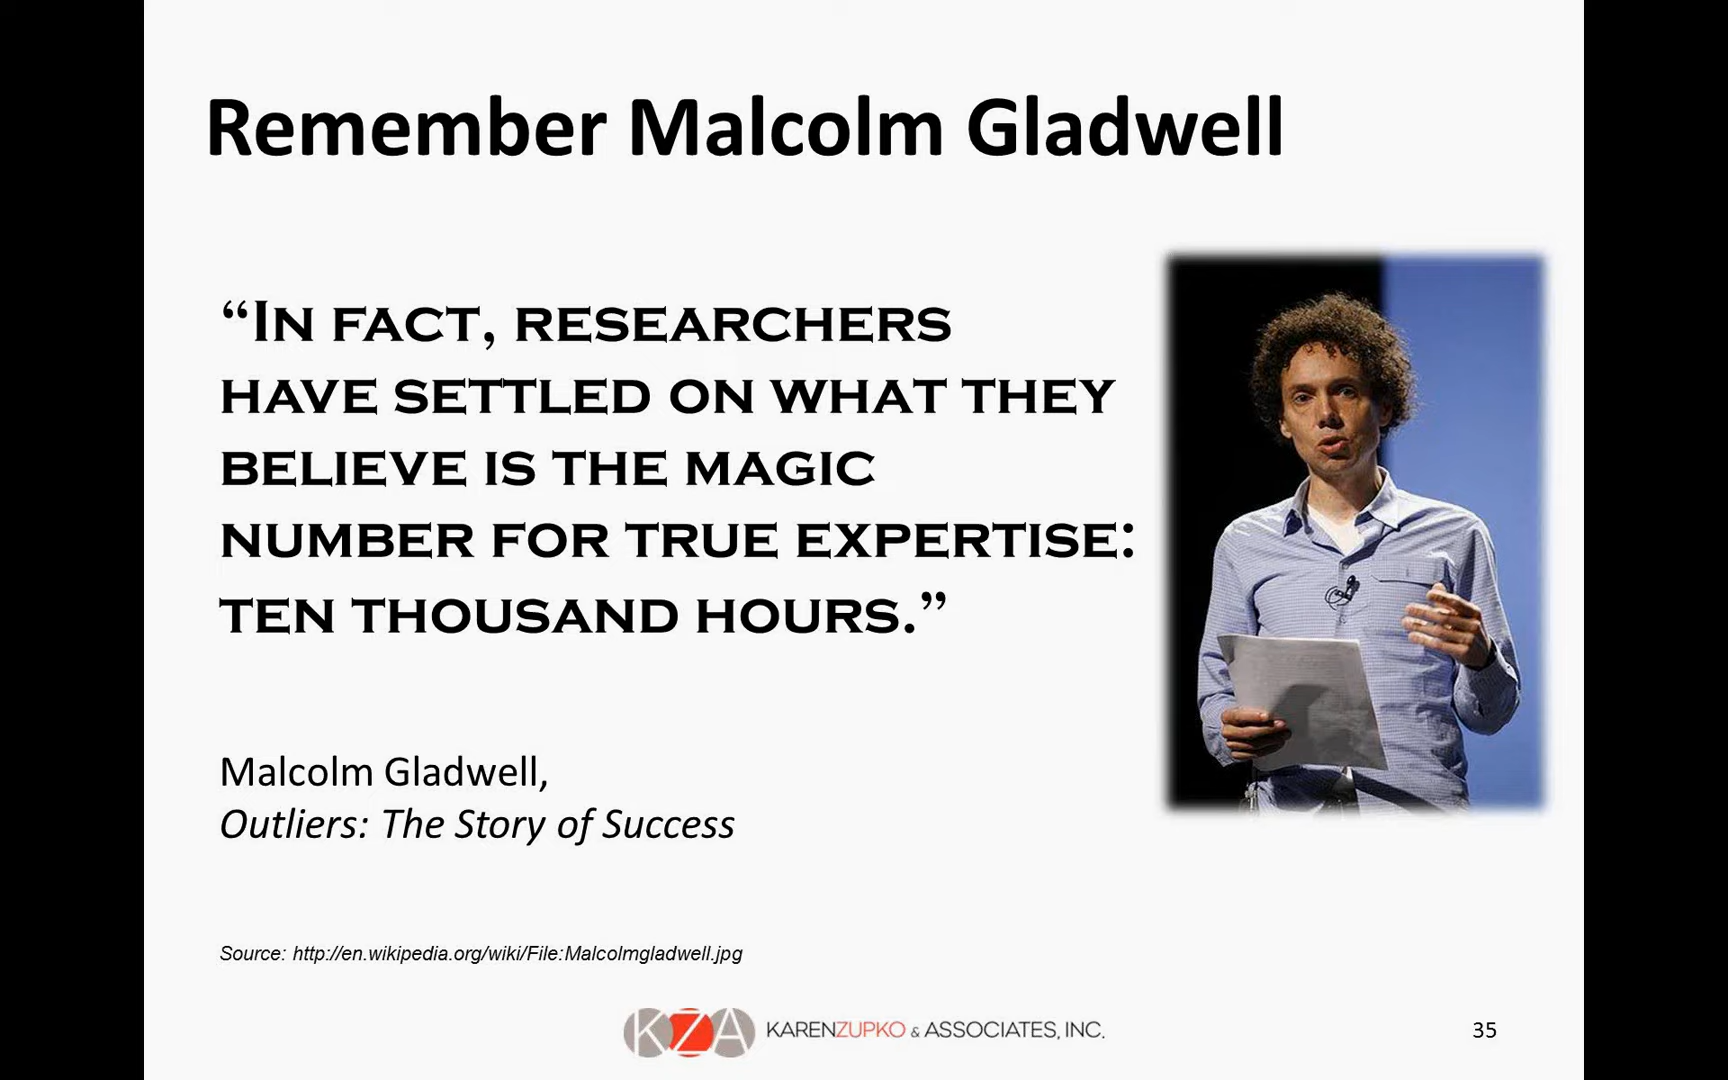 Remember Malcolm Gladwell
“In fact, researchers
have settled on what they
believe is the magic
number for true expertise:
ten thousand hours.”
Malcolm Gladwell,
Outliers: The Story of Success
Source: http://en.wikipedia.org/wiki/File:Malcolmgladwell.jpg
KZA KARENZUPKO & ASSOCIATES, INC.
35